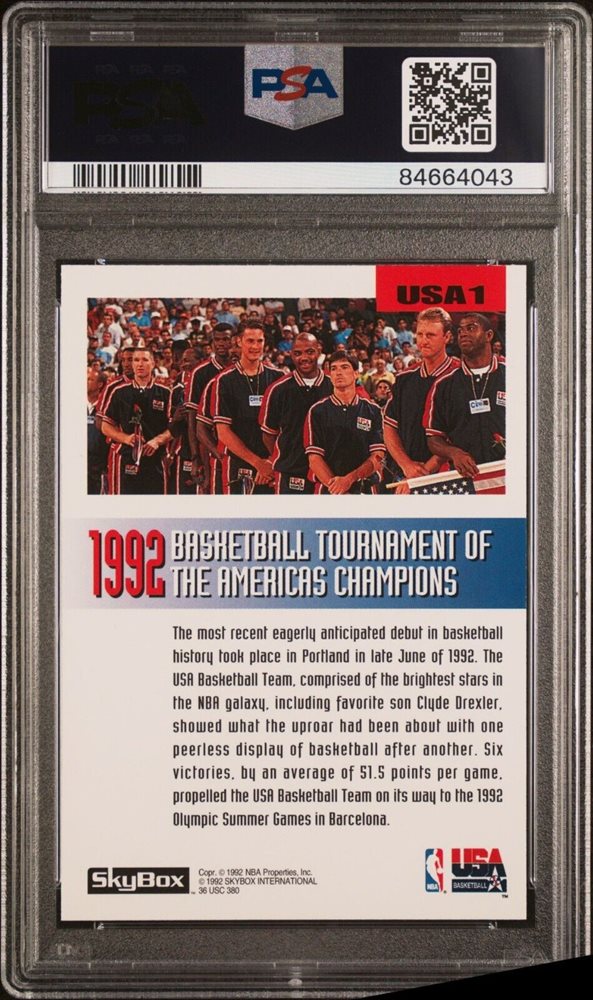 PSA
84664043
USA 1
1992 BASKETBALL TOURNAMENT OF
THE AMERICAS CHAMPIONS
The most recent eagerly anticipated debut in basketball
history took place in Portland in late June of 1992. The
USA Basketball Team, comprised of the brightest stars in
the NBA galaxy, including favorite son Clyde Drexler,
showed what the uproar had been about with one
peerless display of basketball after another. Six
victories, by an average of 51.5 points per game,
propelled the USA Basketball Team on its way to the 1992
Olympic Summer Games in Barcelona.
SkyBox™
Copr. © 1992 NBA Properties, Inc.
© 1992 SKYBOX INTERNATIONAL
36 USC 380
NBA
USA
BASKETBALL
™